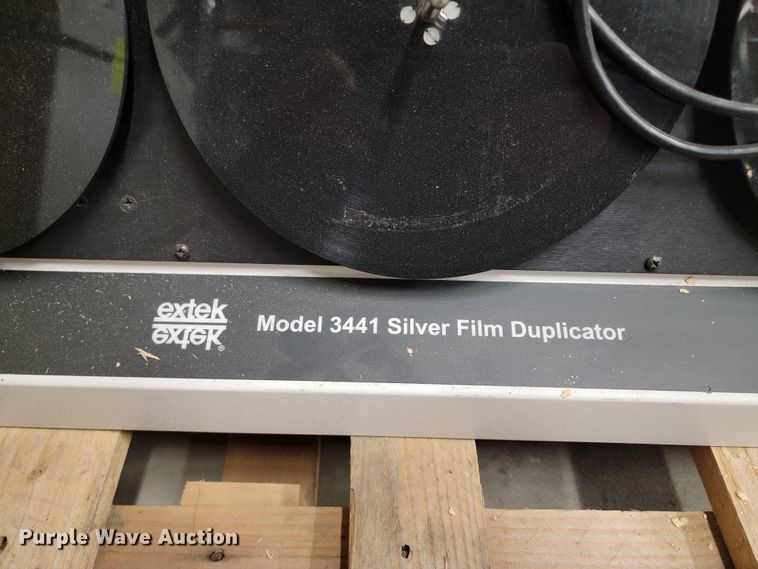 extek
extek®
Model 3441 Silver Film Duplicator
Purple Wave Auction